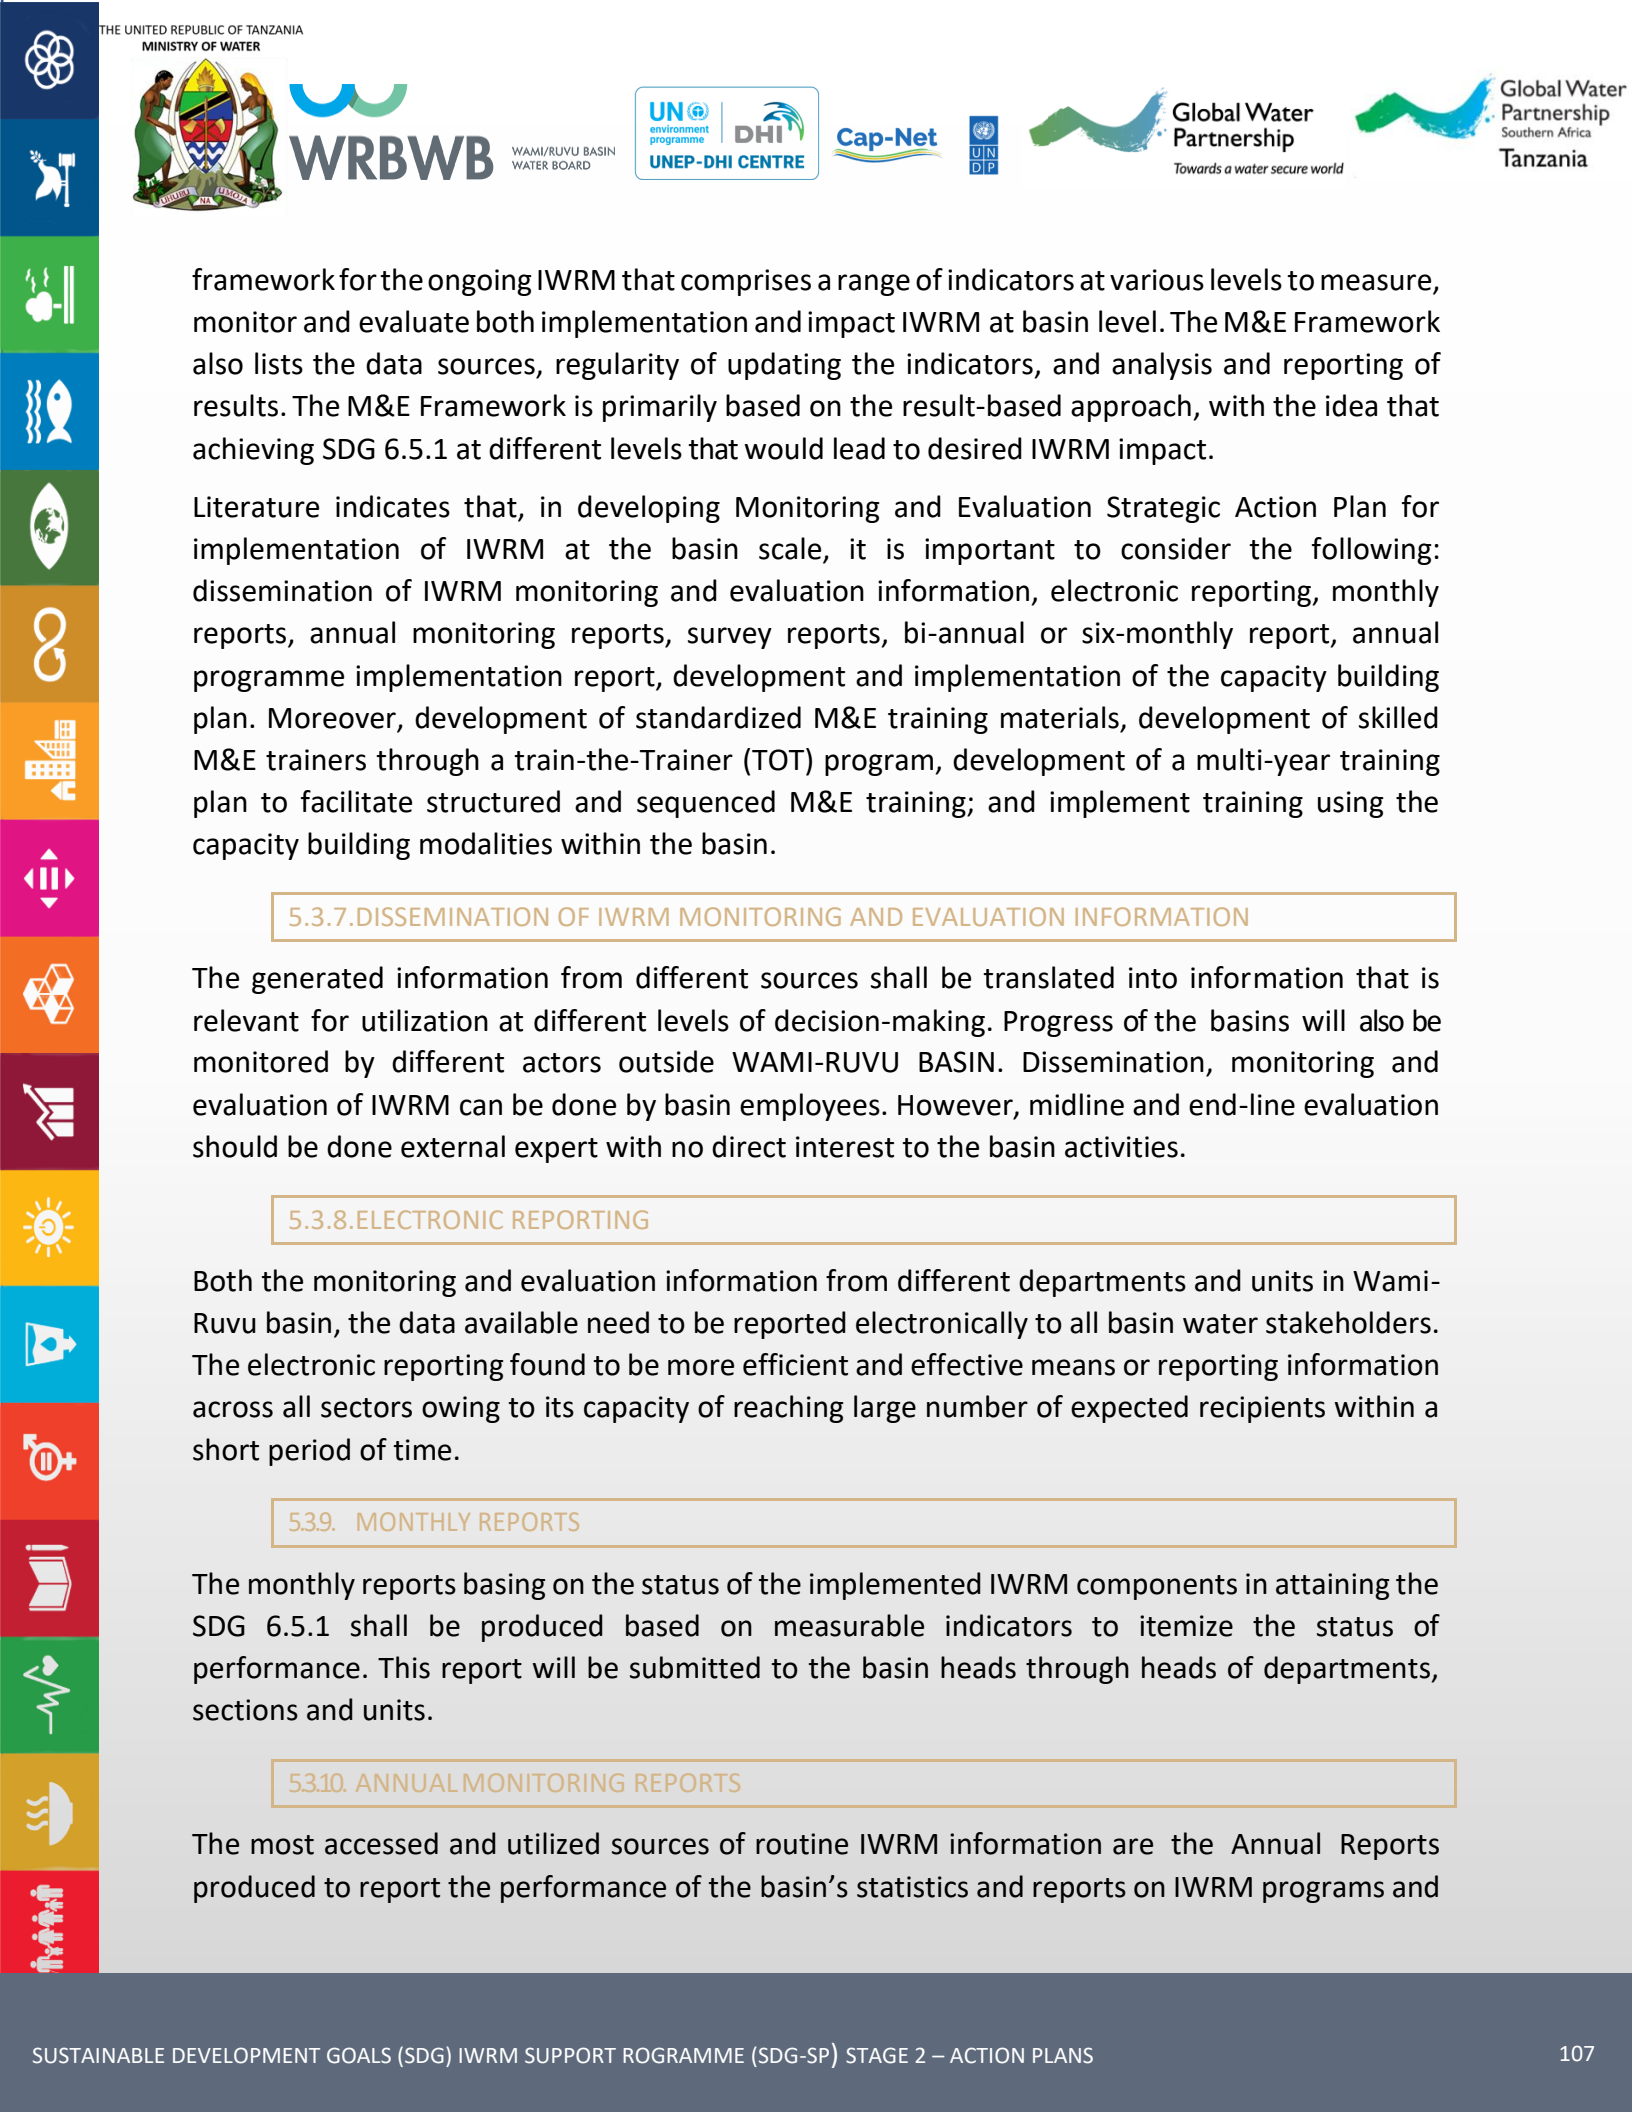 THE UNITED REPUBLIC OF TANZANIA
MINISTRY OF WATER
UHURU NA UMOJA
WRBWB
WAMI/RUVU BASIN
WATER BOARD
UN
environment
programme
DHI
UNEP-DHI CENTRE
Cap-Net
UN
DP
Global Water
Partnership
Towards a water secure world
Global Water
Partnership
Southern Africa
Tanzania
framework for the ongoing IWRM that comprises a range of indicators at various levels to measure,
monitor and evaluate both implementation and impact IWRM at basin level. The M&E Framework
also lists the data sources, regularity of updating the indicators, and analysis and reporting of
results. The M&E Framework is primarily based on the result-based approach, with the idea that
achieving SDG 6.5.1 at different levels that would lead to desired IWRM impact.
Literature indicates that, in developing Monitoring and Evaluation Strategic Action Plan for
implementation of IWRM at the basin scale, it is important to consider the following:
dissemination of IWRM monitoring and evaluation information, electronic reporting, monthly
reports, annual monitoring reports, survey reports, bi-annual or six-monthly report, annual
programme implementation report, development and implementation of the capacity building
plan. Moreover, development of standardized M&E training materials, development of skilled
M&E trainers through a train-the-Trainer (TOT) program, development of a multi-year training
plan to facilitate structured and sequenced M&E training; and implement training using the
capacity building modalities within the basin.
5.3.7.DISSEMINATION OF IWRM MONITORING AND EVALUATION INFORMATION
The generated information from different sources shall be translated into information that is
relevant for utilization at different levels of decision-making. Progress of the basins will also be
monitored by different actors outside WAMI-RUVU BASIN. Dissemination, monitoring and
evaluation of IWRM can be done by basin employees. However, midline and end-line evaluation
should be done external expert with no direct interest to the basin activities.
5.3.8.ELECTRONIC REPORTING
Both the monitoring and evaluation information from different departments and units in Wami-
Ruvu basin, the data available need to be reported electronically to all basin water stakeholders.
The electronic reporting found to be more efficient and effective means or reporting information
across all sectors owing to its capacity of reaching large number of expected recipients within a
short period of time.
5.3.9. MONTHLY REPORTS
The monthly reports basing on the status of the implemented IWRM components in attaining the
SDG 6.5.1 shall be produced based on measurable indicators to itemize the status of
performance. This report will be submitted to the basin heads through heads of departments,
sections and units.
5.3.10. ANNUAL MONITORING REPORTS
The most accessed and utilized sources of routine IWRM information are the Annual Reports
produced to report the performance of the basin’s statistics and reports on IWRM programs and
SUSTAINABLE DEVELOPMENT GOALS (SDG) IWRM SUPPORT ROGRAMME (SDG-SP) STAGE 2 – ACTION PLANS
107